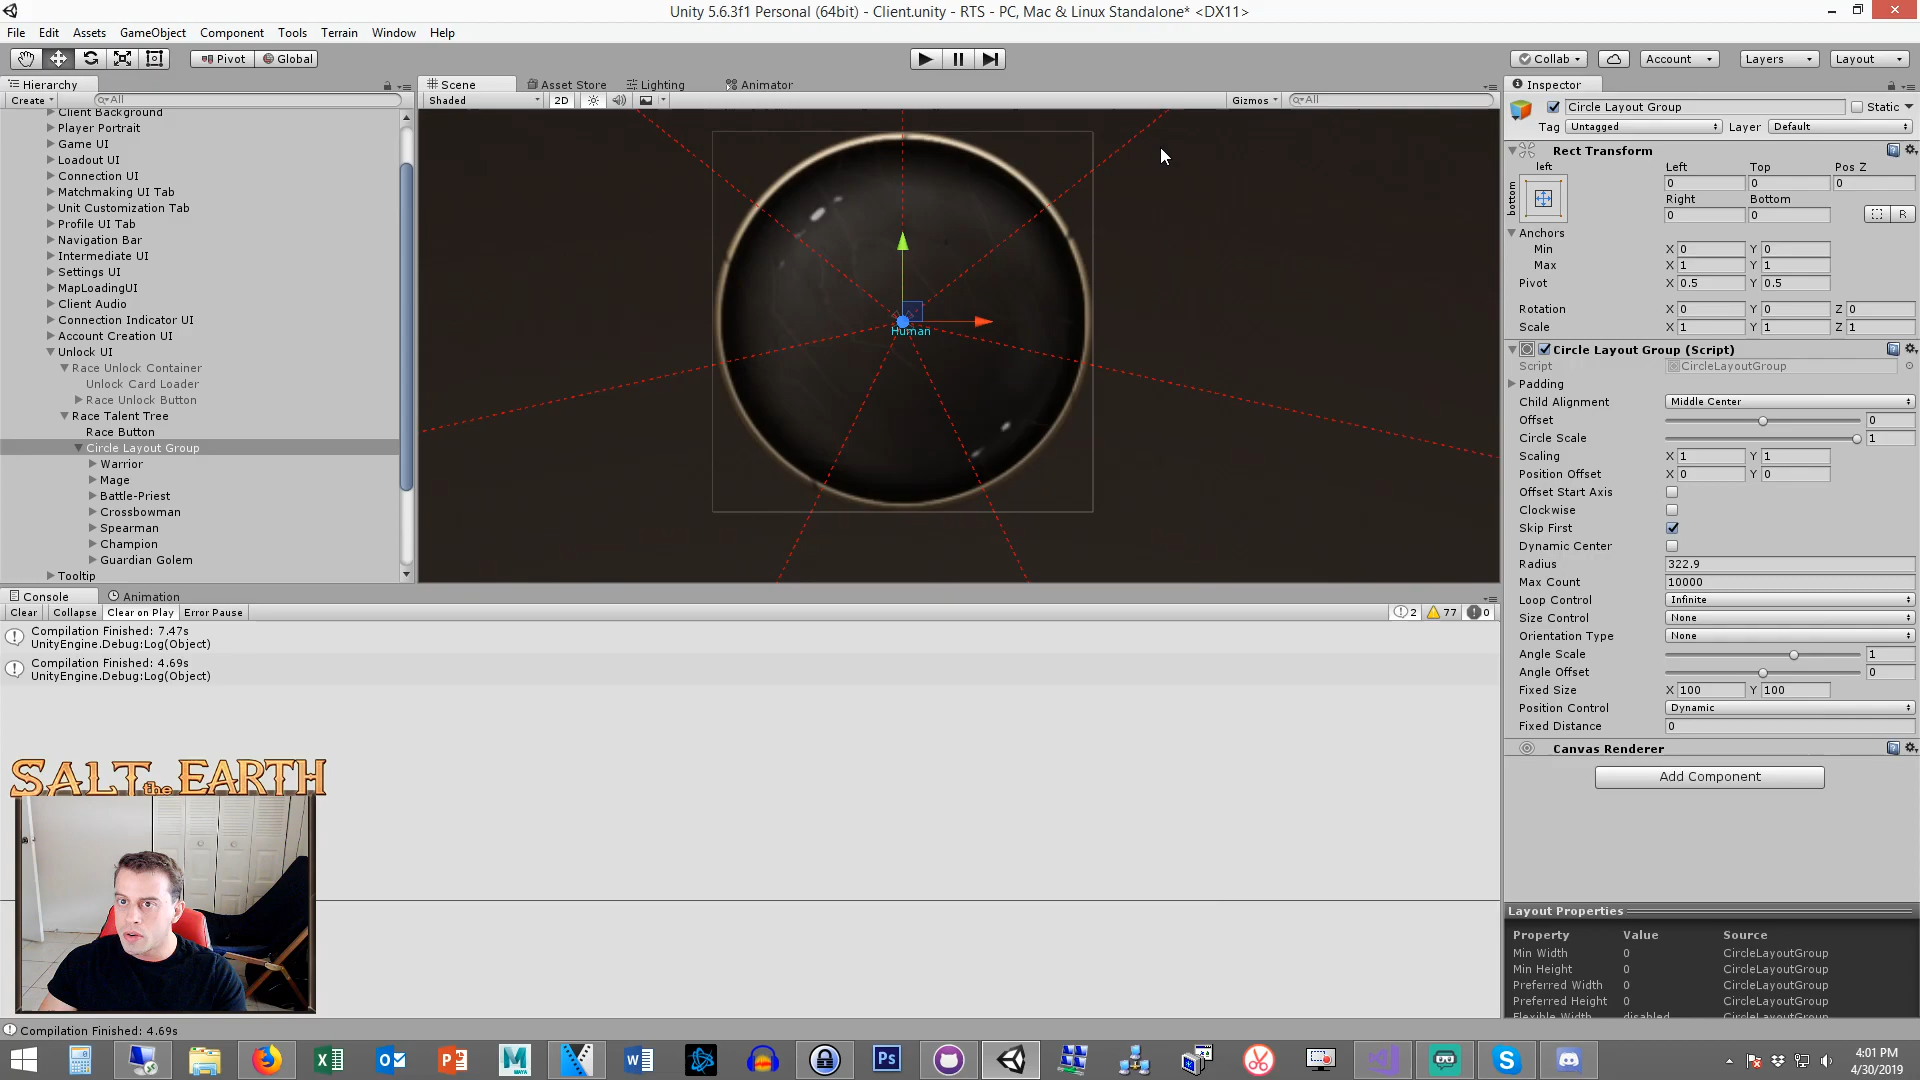 Unity 5.6.3f1 Personal (64bit) - Client.unity - RTS - PC, Mac & Linux Standalone* <DX11>
File Edit Assets GameObject Component Tools Terrain Window Help
Pivot Global
Collab Account Layers Layout
Hierarchy
Create All
Client Background
Player Portrait
Game UI
Loadout UI
Connection UI
Matchmaking UI Tab
Unit Customization Tab
Profile UI Tab
Navigation Bar
Intermediate UI
Settings UI
MapLoadingUI
Client Audio
Connection Indicator UI
Account Creation UI
Unlock UI
Race Unlock Container
Unlock Card Loader
Race Unlock Button
Race Talent Tree
Race Button
Circle Layout Group
Warrior
Mage
Battle-Priest
Crossbowman
Spearman
Champion
Guardian Golem
Tooltip
Scene Asset Store Lighting Animator
Shaded 2D Gizmos All
Human
Inspector
Circle Layout Group Static
Tag Untagged Layer Default
Rect Transform
left Left Top Pos Z
bottom 0 0 0
Right Bottom
0 0 R
Anchors
Min X 0 Y 0
Max X 1 Y 1
Pivot X 0.5 Y 0.5
Rotation X 0 Y 0 Z 0
Scale X 1 Y 1 Z 1
Circle Layout Group (Script)
Script CircleLayoutGroup
Padding
Child Alignment Middle Center
Offset 0
Circle Scale 1
Scaling X 1 Y 1
Position Offset X 0 Y 0
Offset Start Axis
Clockwise
Skip First
Dynamic Center
Radius 322.9
Max Count 10000
Loop Control Infinite
Size Control None
Orientation Type None
Angle Scale 1
Angle Offset 0
Fixed Size X 100 Y 100
Position Control Dynamic
Fixed Distance 0
Canvas Renderer
Add Component
Layout Properties
Property Value Source
Min Width 0 CircleLayoutGroup
Min Height 0 CircleLayoutGroup
Preferred Width 0 CircleLayoutGroup
Preferred Height 0 CircleLayoutGroup
Flexible Width disabled CircleLayoutGroup
Console Animation
Clear Collapse Clear on Play Error Pause 2 77 0
Compilation Finished: 7.47s
UnityEngine.Debug:Log(Object)
Compilation Finished: 4.69s
UnityEngine.Debug:Log(Object)
SALT the EARTH
Compilation Finished: 4.69s
MAYA
Ps
4:01 PM
4/30/2019